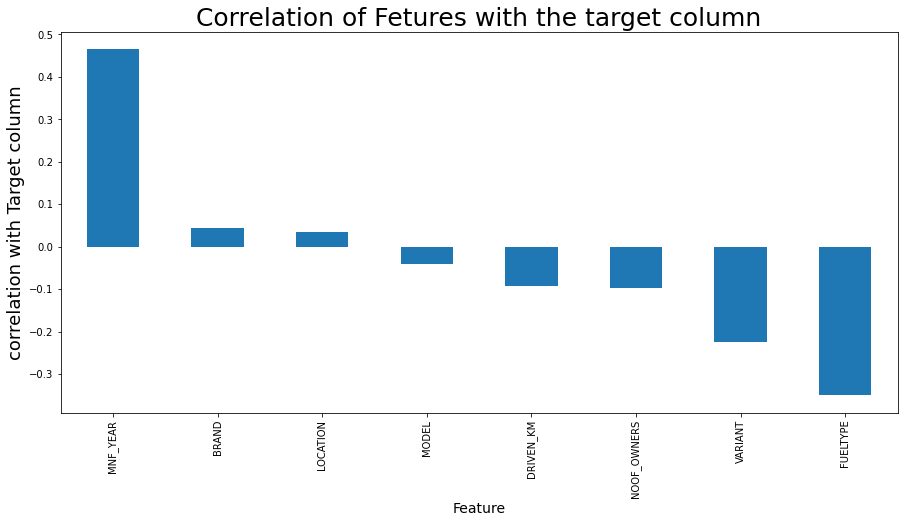 Correlation of Fetures with the target column
correlation with Target column
0.5
0.4
0.3
0.2
0.1
0.0
−0.1
−0.2
−0.3
MNF_YEAR
BRAND
LOCATION
MODEL
DRIVEN_KM
NOOF_OWNERS
VARIANT
FUELTYPE
Feature